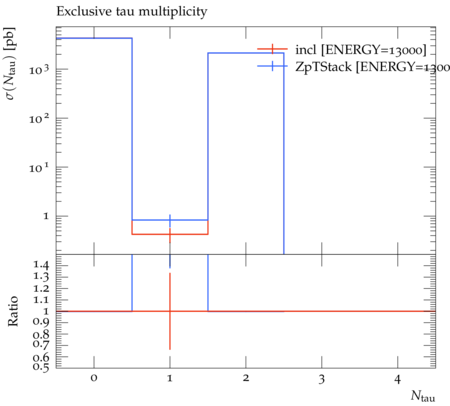 Exclusive tau multiplicity
σ(Ntau) [pb]
incl [ENERGY=13000]
ZpTStack [ENERGY=1300
10³
10²
10¹
1
Ratio
1.4
1.3
1.2
1.1
1
0.9
0.8
0.7
0.6
0.5
0 1 2 3 4
Ntau